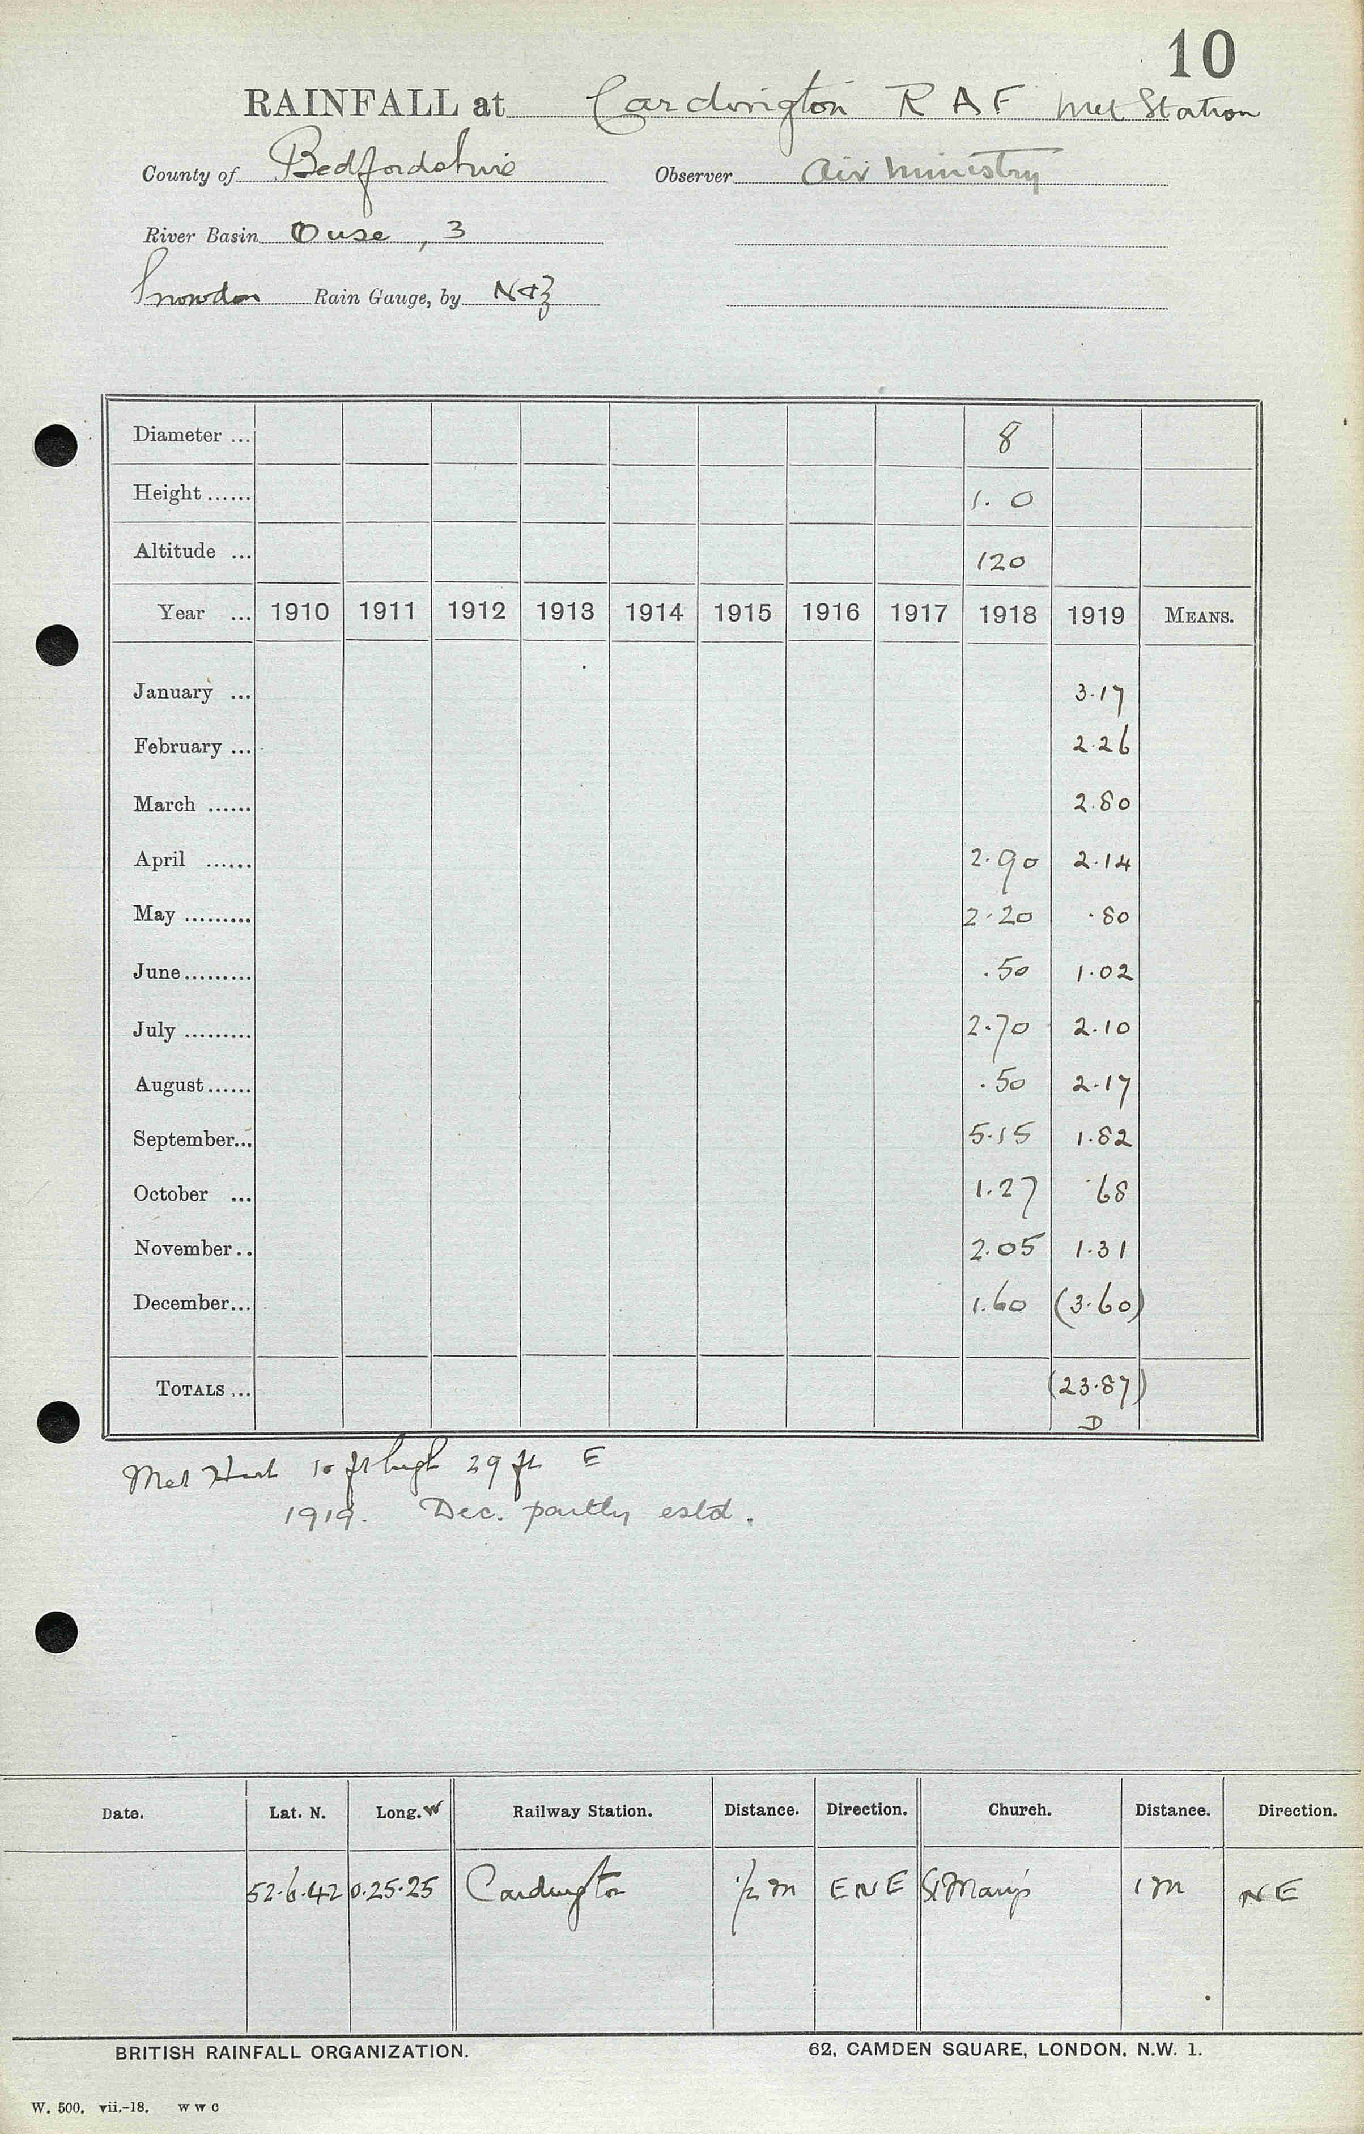 10
RAINFALL at Cardington R A F Met Station
County of Bedfordshire Observer Air Ministry
River Basin Ouse, 3
Snowdon Rain Gauge, by N&Z
Diameter ... 8
Height ...... 1.0
Altitude ... 120
Year ... 1910 1911 1912 1913 1914 1915 1916 1917 1918 1919 MEANS.
January ... 3.17
February ... 2.26
March ...... 2.80
April ...... 2.90 2.14
May ......... 2.20 .80
June......... .50 1.02
July ......... 2.70 2.10
August...... .50 2.17
September... 5.15 1.82
October ... 1.27 .68
November.. 2.05 1.31
December... 1.60 (3.60)
TOTALS ... (23.87)
D
Met Hut 10 ft high 29 ft E
1919. Dec. partly estd.
Date. Lat. N. Long. W Railway Station. Distance. Direction. Church. Distance. Direction.
52.6.42 0.25.25 Cardington 1/2 m ENE St Mary's 1 m NE
BRITISH RAINFALL ORGANIZATION. 62, CAMDEN SQUARE, LONDON, N.W. 1.
W. 500. vii.-18. W W C